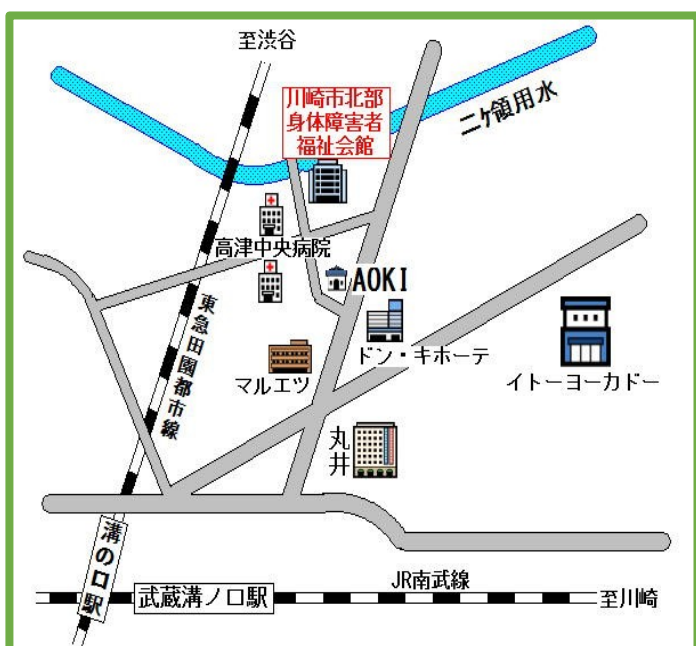 至渋谷
川崎市北部
身体障害者
福祉会館
二ケ領用水
高津中央病院
AOKI
東急田園都市線
ドン・キホーテ
マルエツ
イトーヨーカドー
丸井
溝の口駅
JR南武線
武蔵溝ノ口駅
至川崎